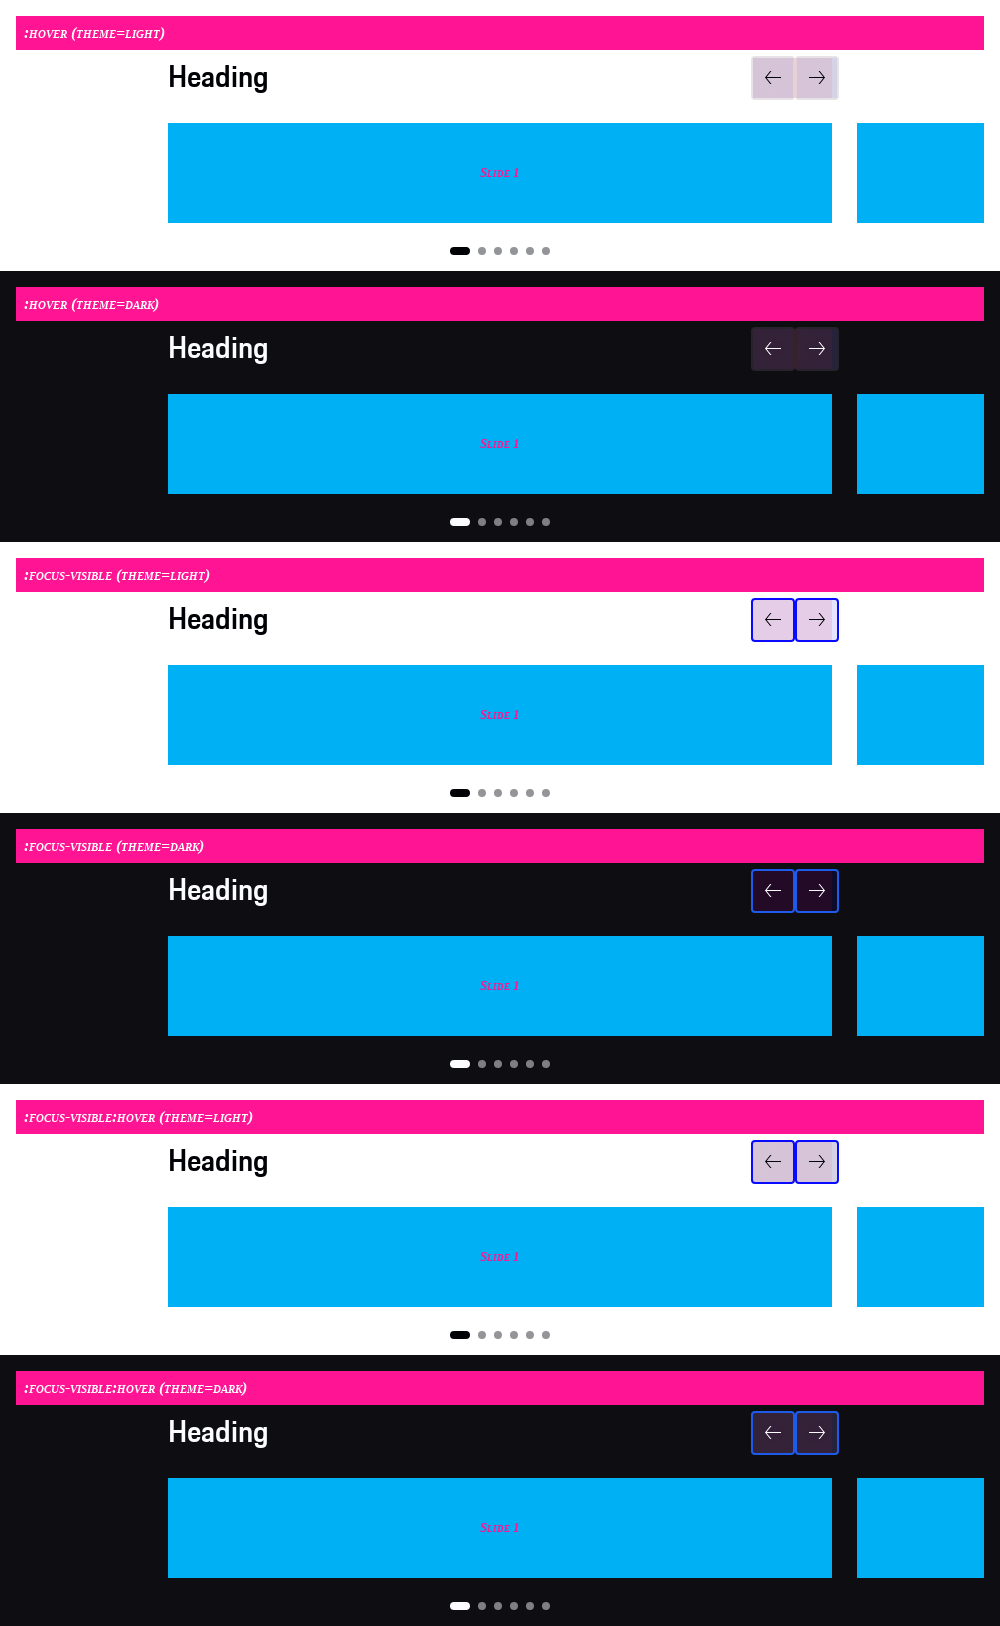 :HOVER (THEME=LIGHT)
Heading
SLIDE 1
:HOVER (THEME=DARK)
Heading
SLIDE 1
:FOCUS-VISIBLE (THEME=LIGHT)
Heading
SLIDE 1
:FOCUS-VISIBLE (THEME=DARK)
Heading
SLIDE 1
:FOCUS-VISIBLE:HOVER (THEME=LIGHT)
Heading
SLIDE 1
:FOCUS-VISIBLE:HOVER (THEME=DARK)
Heading
SLIDE 1